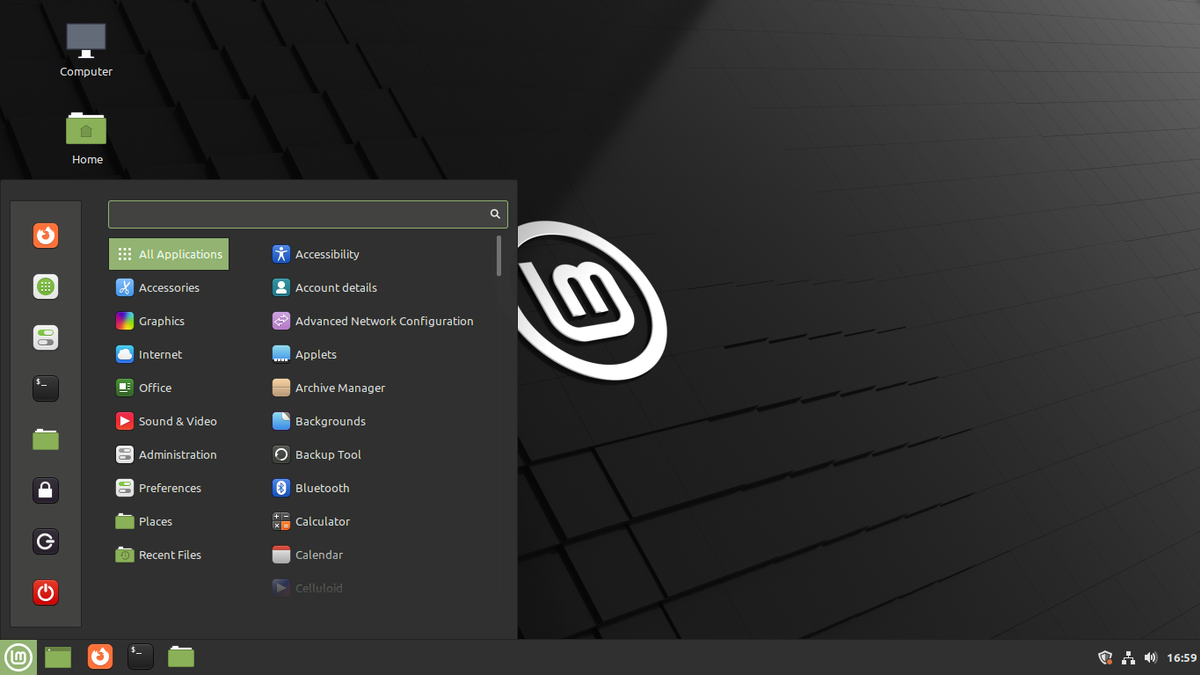 Computer
Home
All Applications
Accessories
Graphics
Internet
Office
Sound & Video
Administration
Preferences
Places
Recent Files
Accessibility
Account details
Advanced Network Configuration
Applets
Archive Manager
Backgrounds
Backup Tool
Bluetooth
Calculator
Calendar
Celluloid
16:59